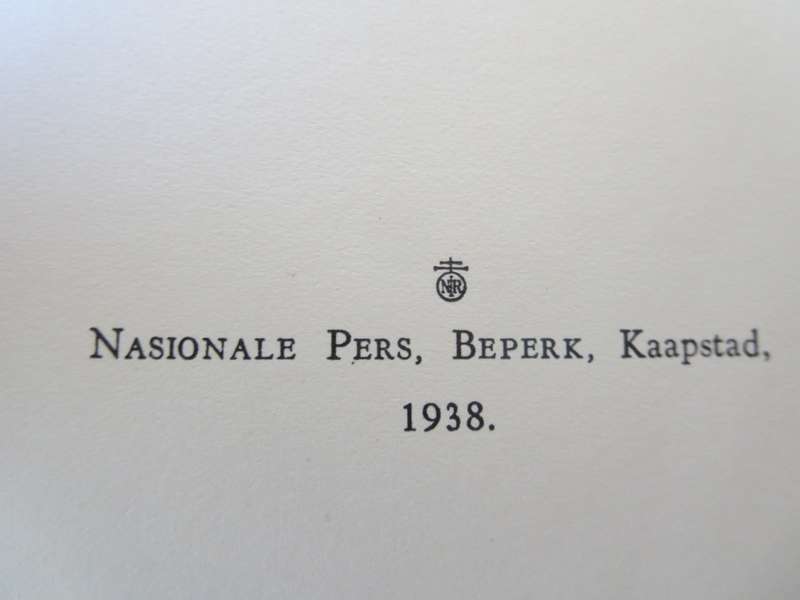 NASIONALE PERS, BEPERK, Kaapstad,
1938.